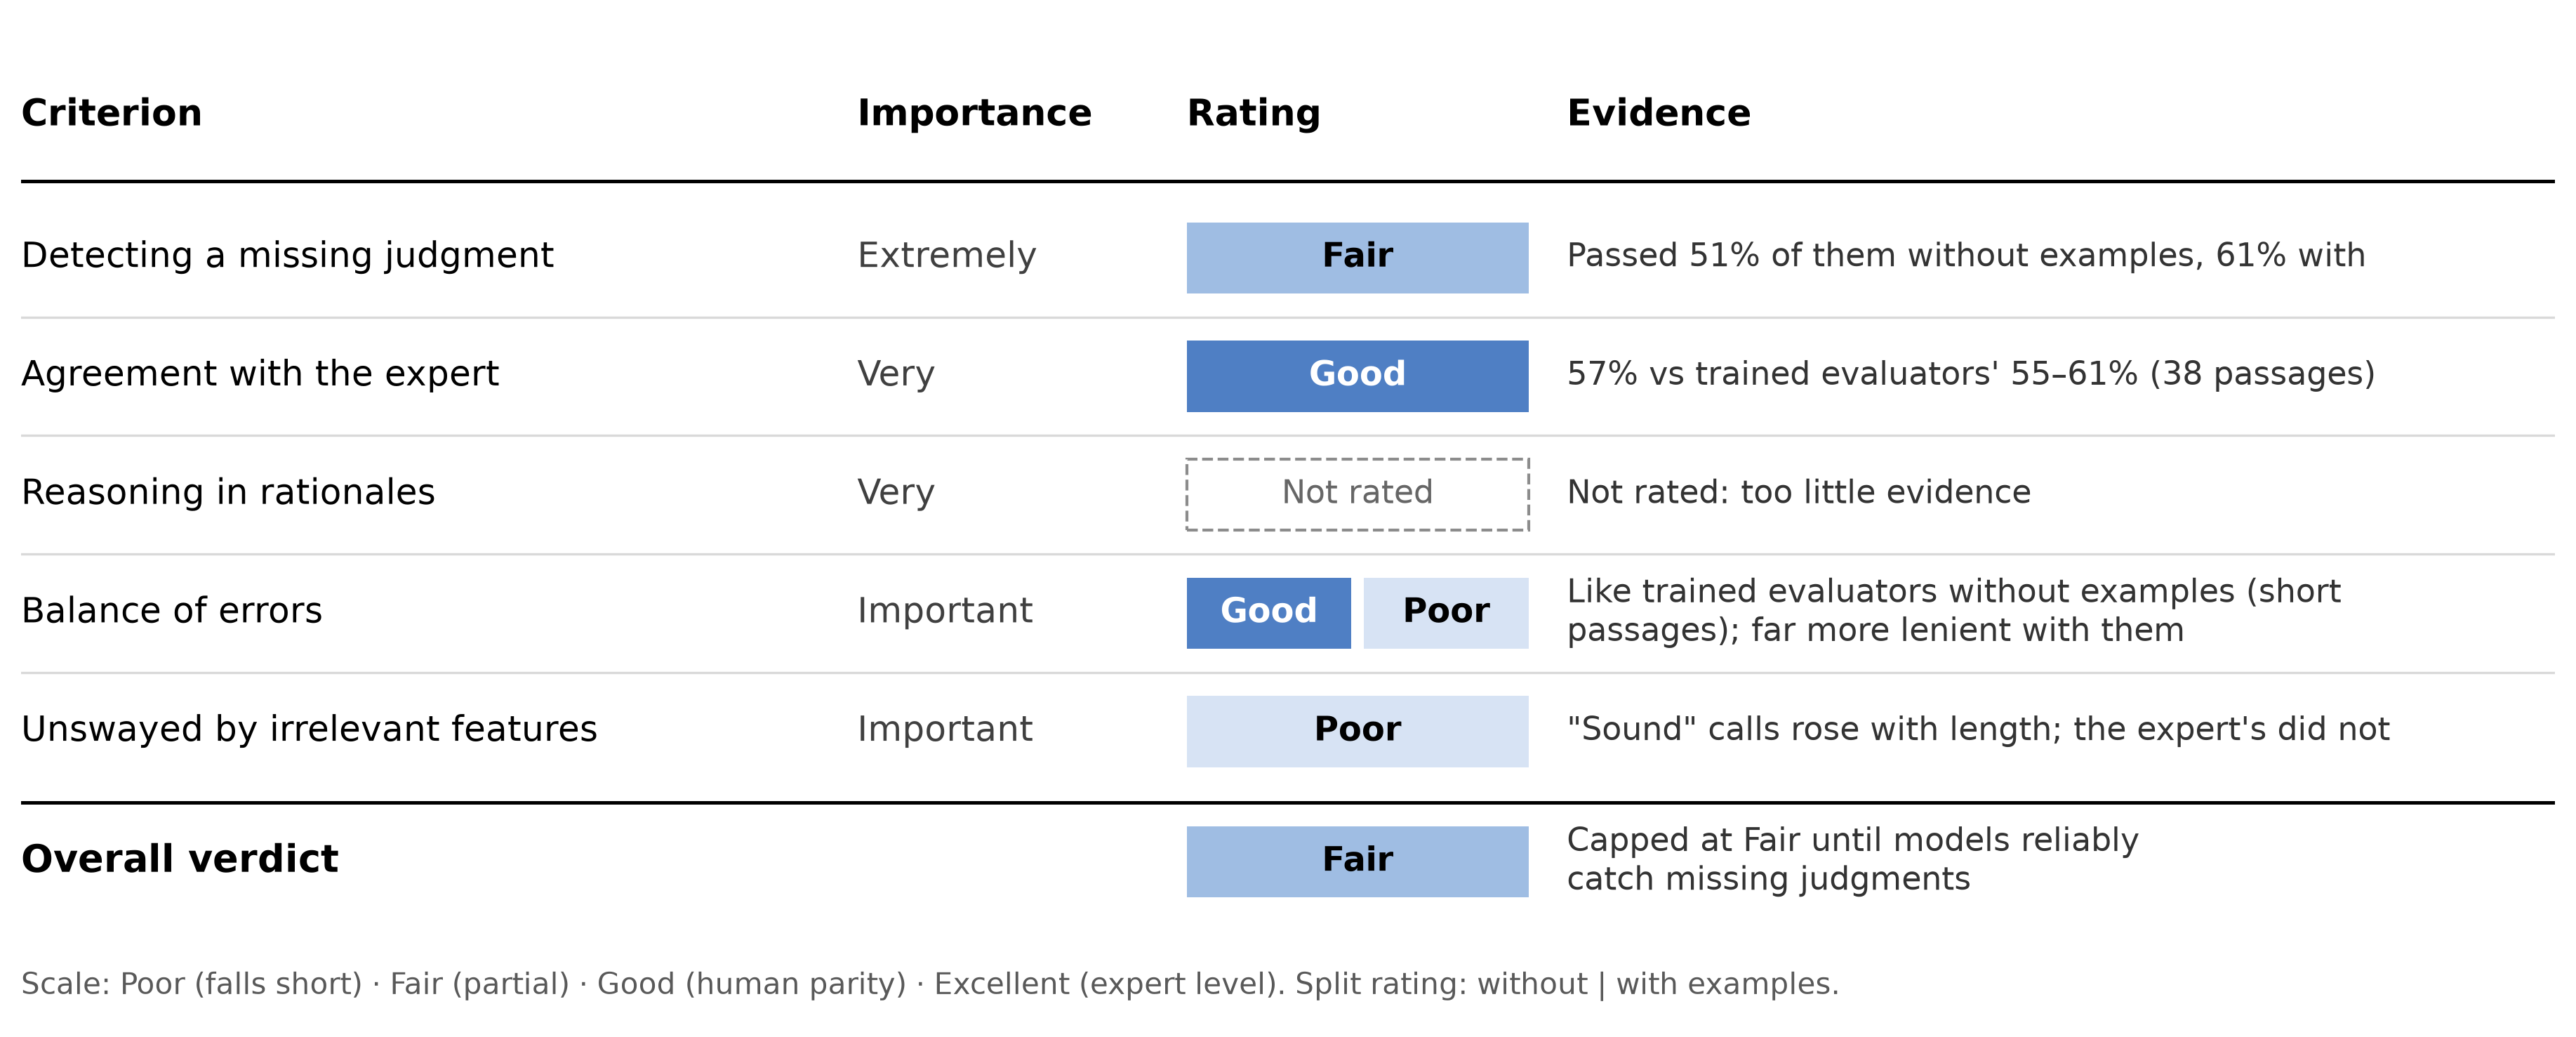 Criterion Importance Rating Evidence
Detecting a missing judgment Extremely Fair Passed 51% of them without examples, 61% with
Agreement with the expert Very Good 57% vs trained evaluators' 55–61% (38 passages)
Reasoning in rationales Very Not rated Not rated: too little evidence
Balance of errors Important Good Poor Like trained evaluators without examples (short
passages); far more lenient with them
Unswayed by irrelevant features Important Poor "Sound" calls rose with length; the expert's did not
Overall verdict Fair Capped at Fair until models reliably
catch missing judgments
Scale: Poor (falls short) · Fair (partial) · Good (human parity) · Excellent (expert level). Split rating: without | with examples.